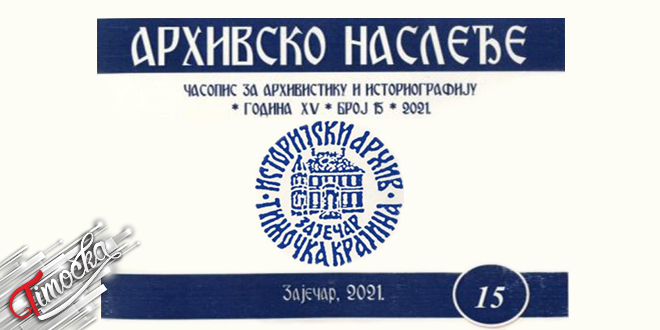 АРХИВСКО НАСЛЕЂЕ
ЧАСОПИС ЗА АРХИВИСТИКУ И ИСТОРИОГРАФИЈУ
* ГОДИНА XV * БРОЈ 15 * 2021.
ИСТОРИЈСКИ АРХИВ
ЗАЈЕЧАР
ТИМОЧКА КРАЈИНА
Зајечар, 2021.
15
Timocka